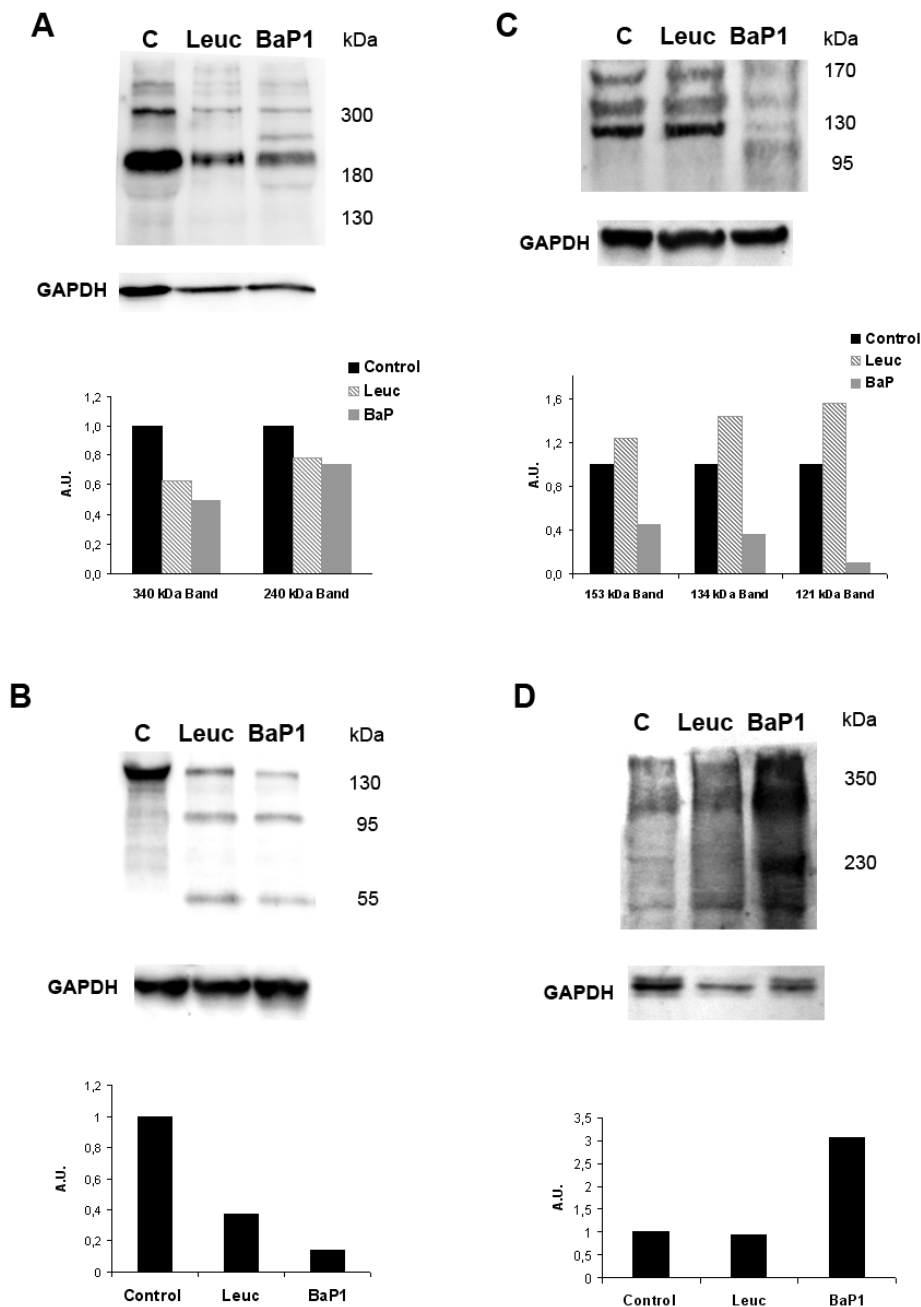 A
C Leuc BaP1 kDa
300
180
130
GAPDH
Control
Leuc
BaP
1,2
1,0
0,8
0,6
0,4
0,2
0,0
A.U.
340 kDa Band 240 kDa Band
C
C Leuc BaP1 kDa
170
130
95
GAPDH
Control
Leuc
BaP
1,6
1,2
0,8
0,4
0,0
A.U.
153 kDa Band 134 kDa Band 121 kDa Band
B
C Leuc BaP1 kDa
130
95
55
GAPDH
1,2
1
0,8
0,6
0,4
0,2
0
A.U.
Control Leuc BaP1
D
C Leuc BaP1 kDa
350
230
GAPDH
3,5
3
2,5
2
1,5
1
0,5
0
A.U.
Control Leuc BaP1